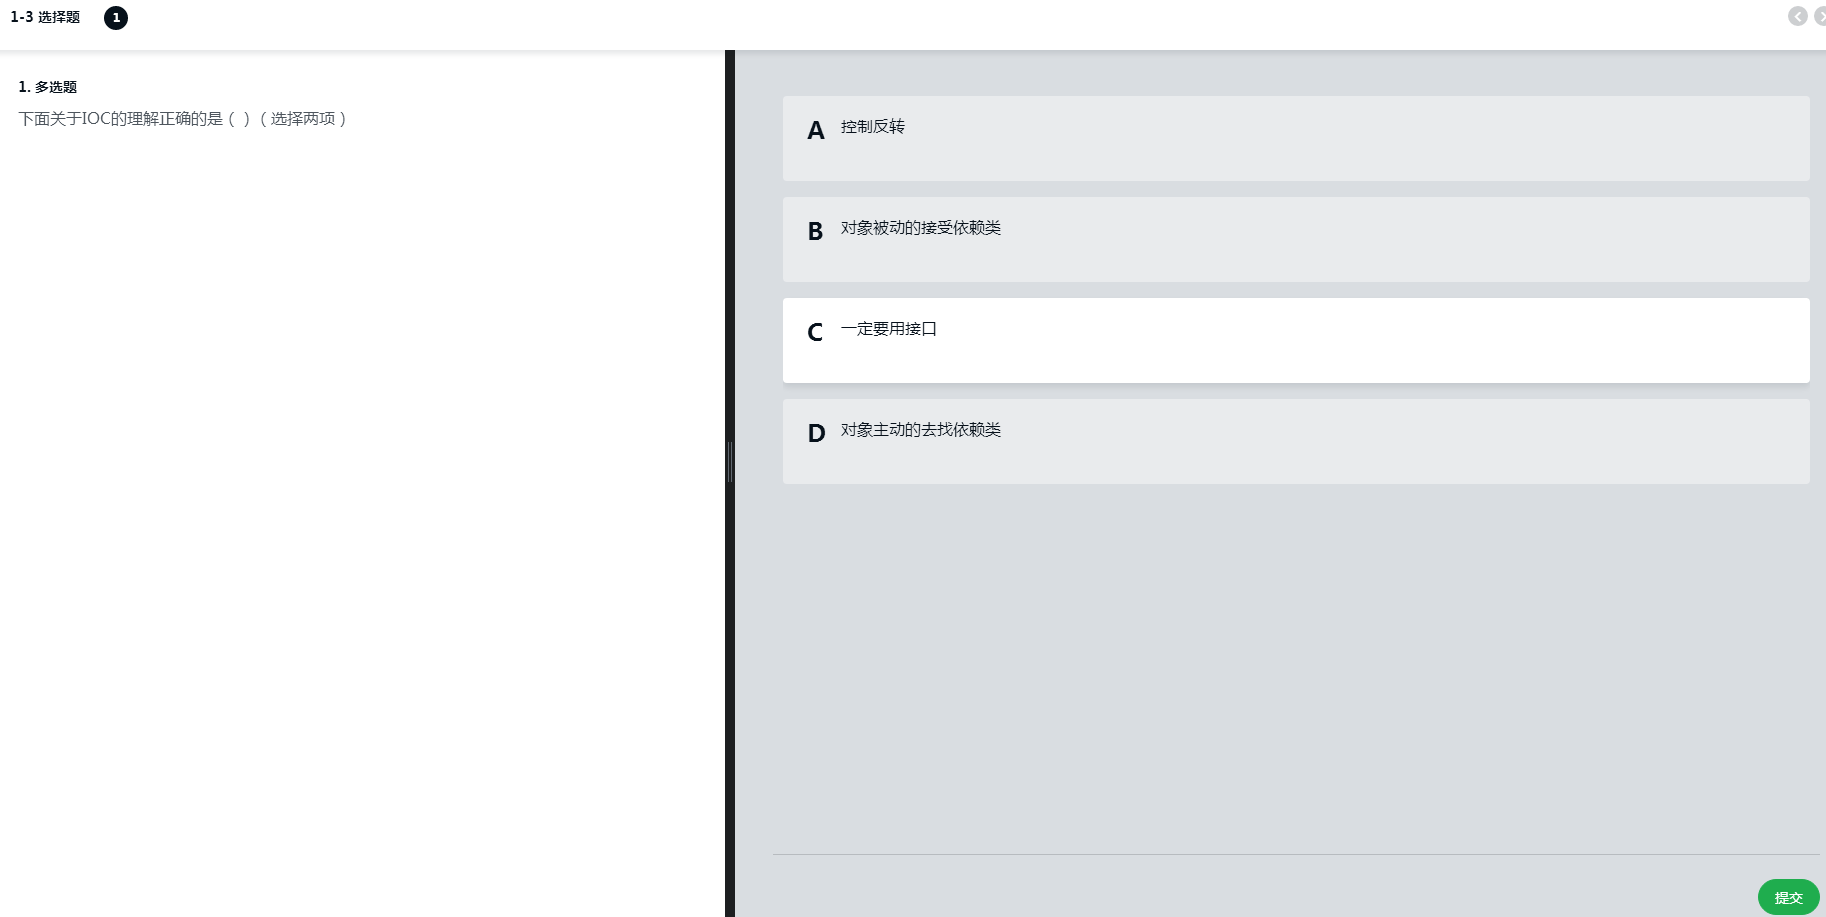 1-3 选择题 1
1. 多选题
下面关于IOC的理解正确的是（ ）（选择两项）
A 控制反转
B 对象被动的接受依赖类
C 一定要用接口
D 对象主动的去找依赖类
提交